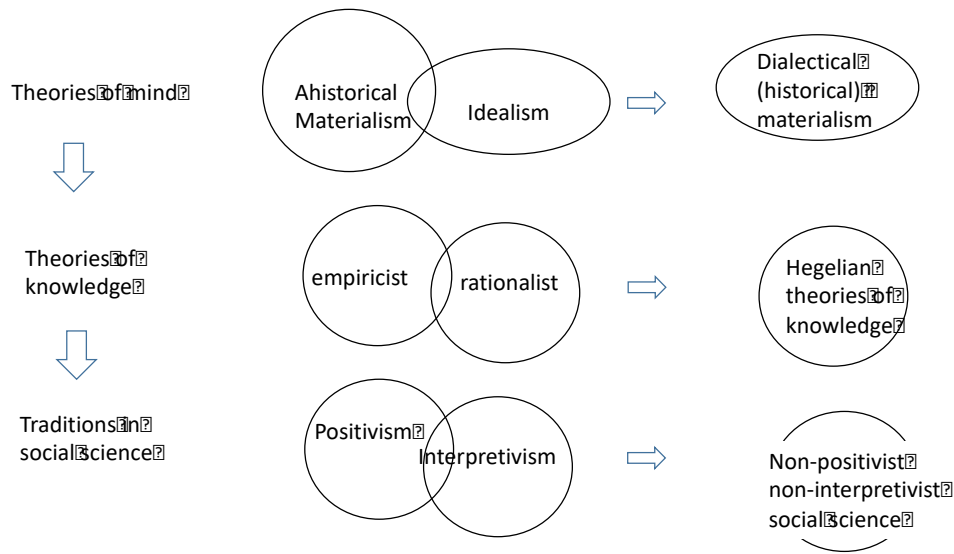 Theories of mind
Ahistorical
Materialism
Idealism
Dialectical
(historical)
materialism
Theories of
knowledge
empiricist
rationalist
Hegelian
theories of
knowledge
Traditions in
social science
Positivism
Interpretivism
Non-positivist
non-interpretivist
social science